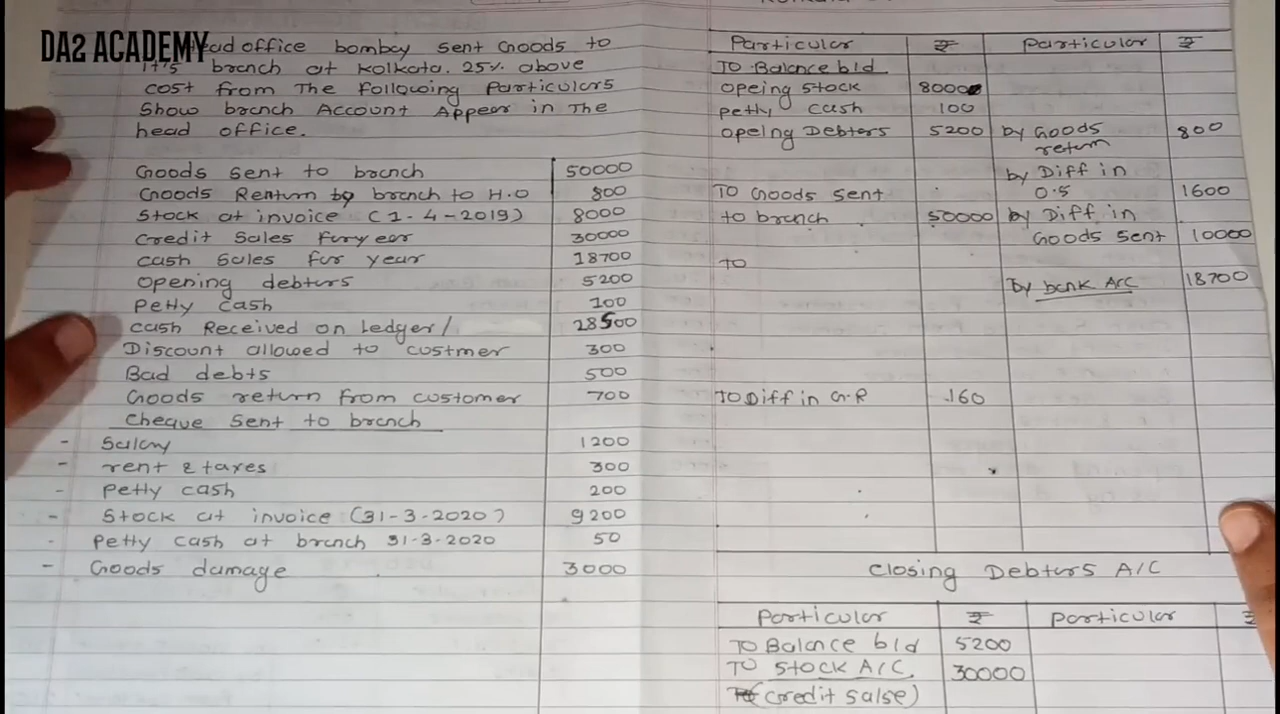 DA2 ACADEMY
Head office bombay sent Goods to
it's branch at Kolkata. 25% above
cost from The Following Particulars
Show branch Account Appear in The
head office.
Goods Sent to branch 50000
Goods Renturn by branch to H.O 800
Stock at invoice (1-4-2019) 8000
Credit Sales Furyear 30000
Cash Sales for year 18700
Opening debturs 5200
Petty Cash 100
Cash Received on Ledger/ 28500
Discount allowed to custmer 300
Bad debts 500
Goods return from customer 700
Cheque Sent to branch
- Salary 1200
- rent & taxes 300
- Petty cash 200
- Stock at invoice (31-3-2020) 9200
- Petty Cash at branch 31-3-2020 50
- Goods damage 3000
Particular ₹ Particular ₹
TO Balance b/d
Opeing Stock 8000
Petty Cash 100
Opeing Debters 5200 by Goods 800
return
by Diff in
TO Goods Sent 0.s 1600
to branch 50000 by Diff in
Goods Sent 10000
TO
By bank A/C 18700
TO Diff in G.R 160
Closing Debturs A/C
Particular ₹ Particular ₹
TO Balance b/d 5200
TO Stock A/C 30000
(credit salse)